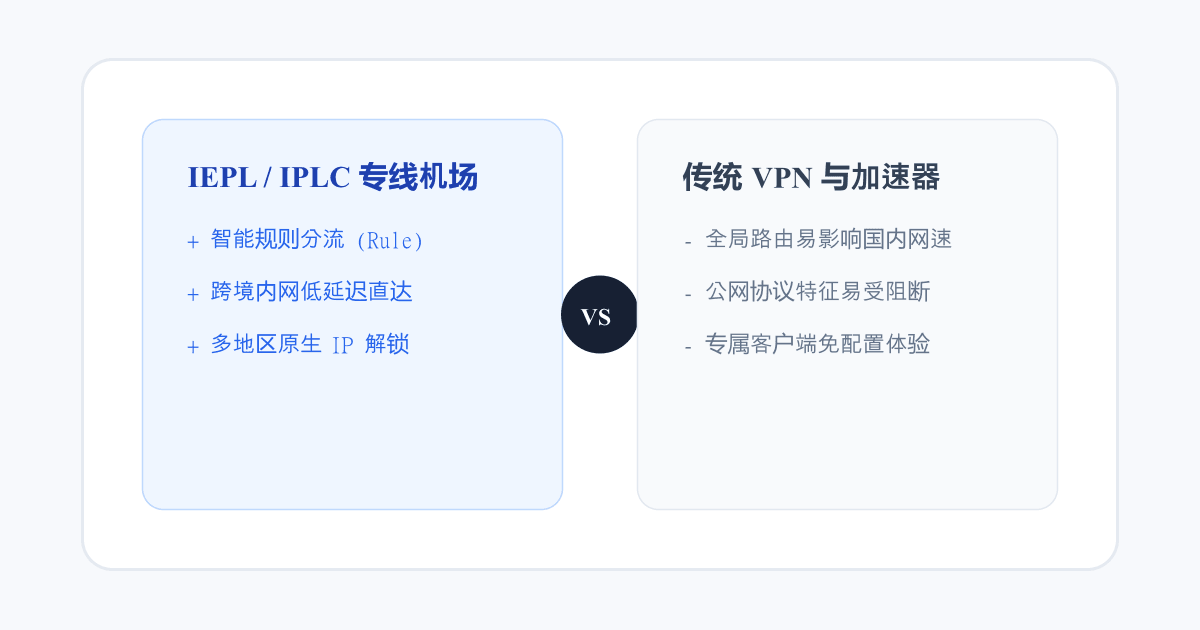 IEPL / IPLC 专线机场
+ 智能规则分流 (Rule)
+ 跨境内网低延迟直达
+ 多地区原生 IP 解锁
VS
传统 VPN 与加速器
- 全局路由易影响国内网速
- 公网协议特征易受阻断
- 专属客户端免配置体验